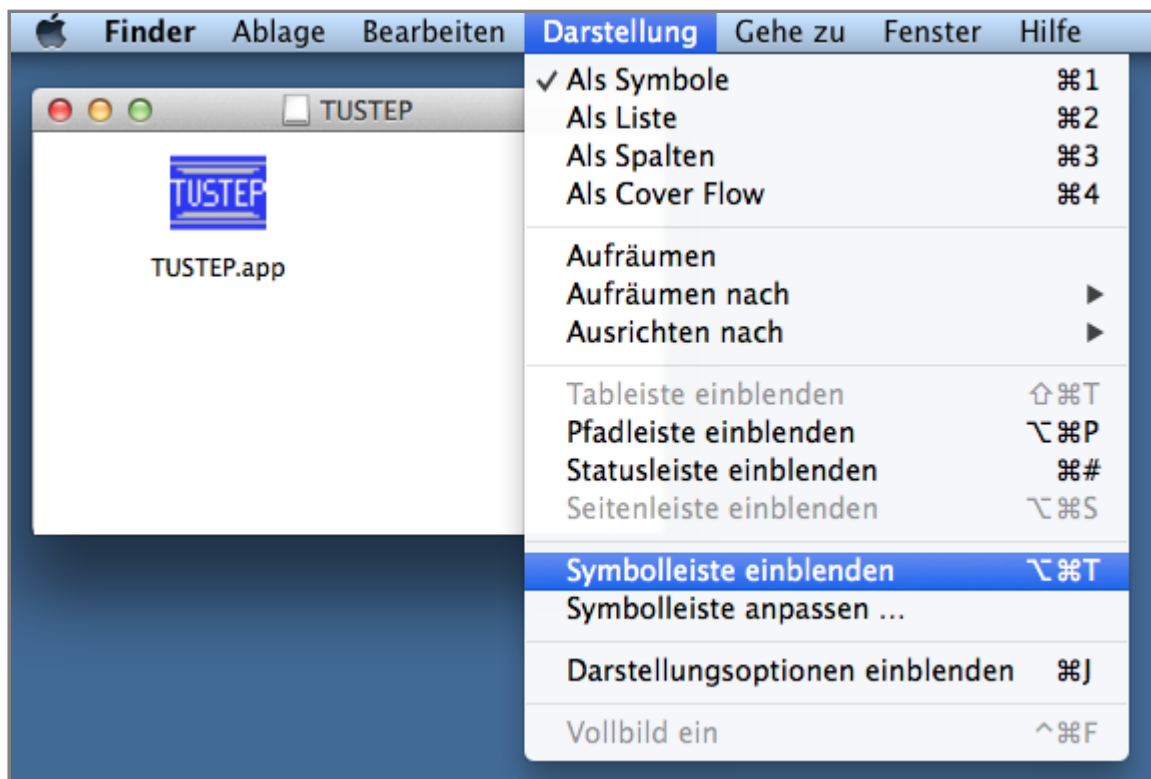 Finder Ablage Bearbeiten Darstellung Gehe zu Fenster Hilfe
TUSTEP
TUSTEP
TUSTEP.app
✓ Als Symbole ⌘1
Als Liste ⌘2
Als Spalten ⌘3
Als Cover Flow ⌘4
Aufräumen
Aufräumen nach ▶
Ausrichten nach ▶
Tableiste einblenden ⇧⌘T
Pfadleiste einblenden ⌥⌘P
Statusleiste einblenden ⌘#
Seitenleiste einblenden ⌥⌘S
Symbolleiste einblenden ⌥⌘T
Symbolleiste anpassen ...
Darstellungsoptionen einblenden ⌘J
Vollbild ein ^⌘F